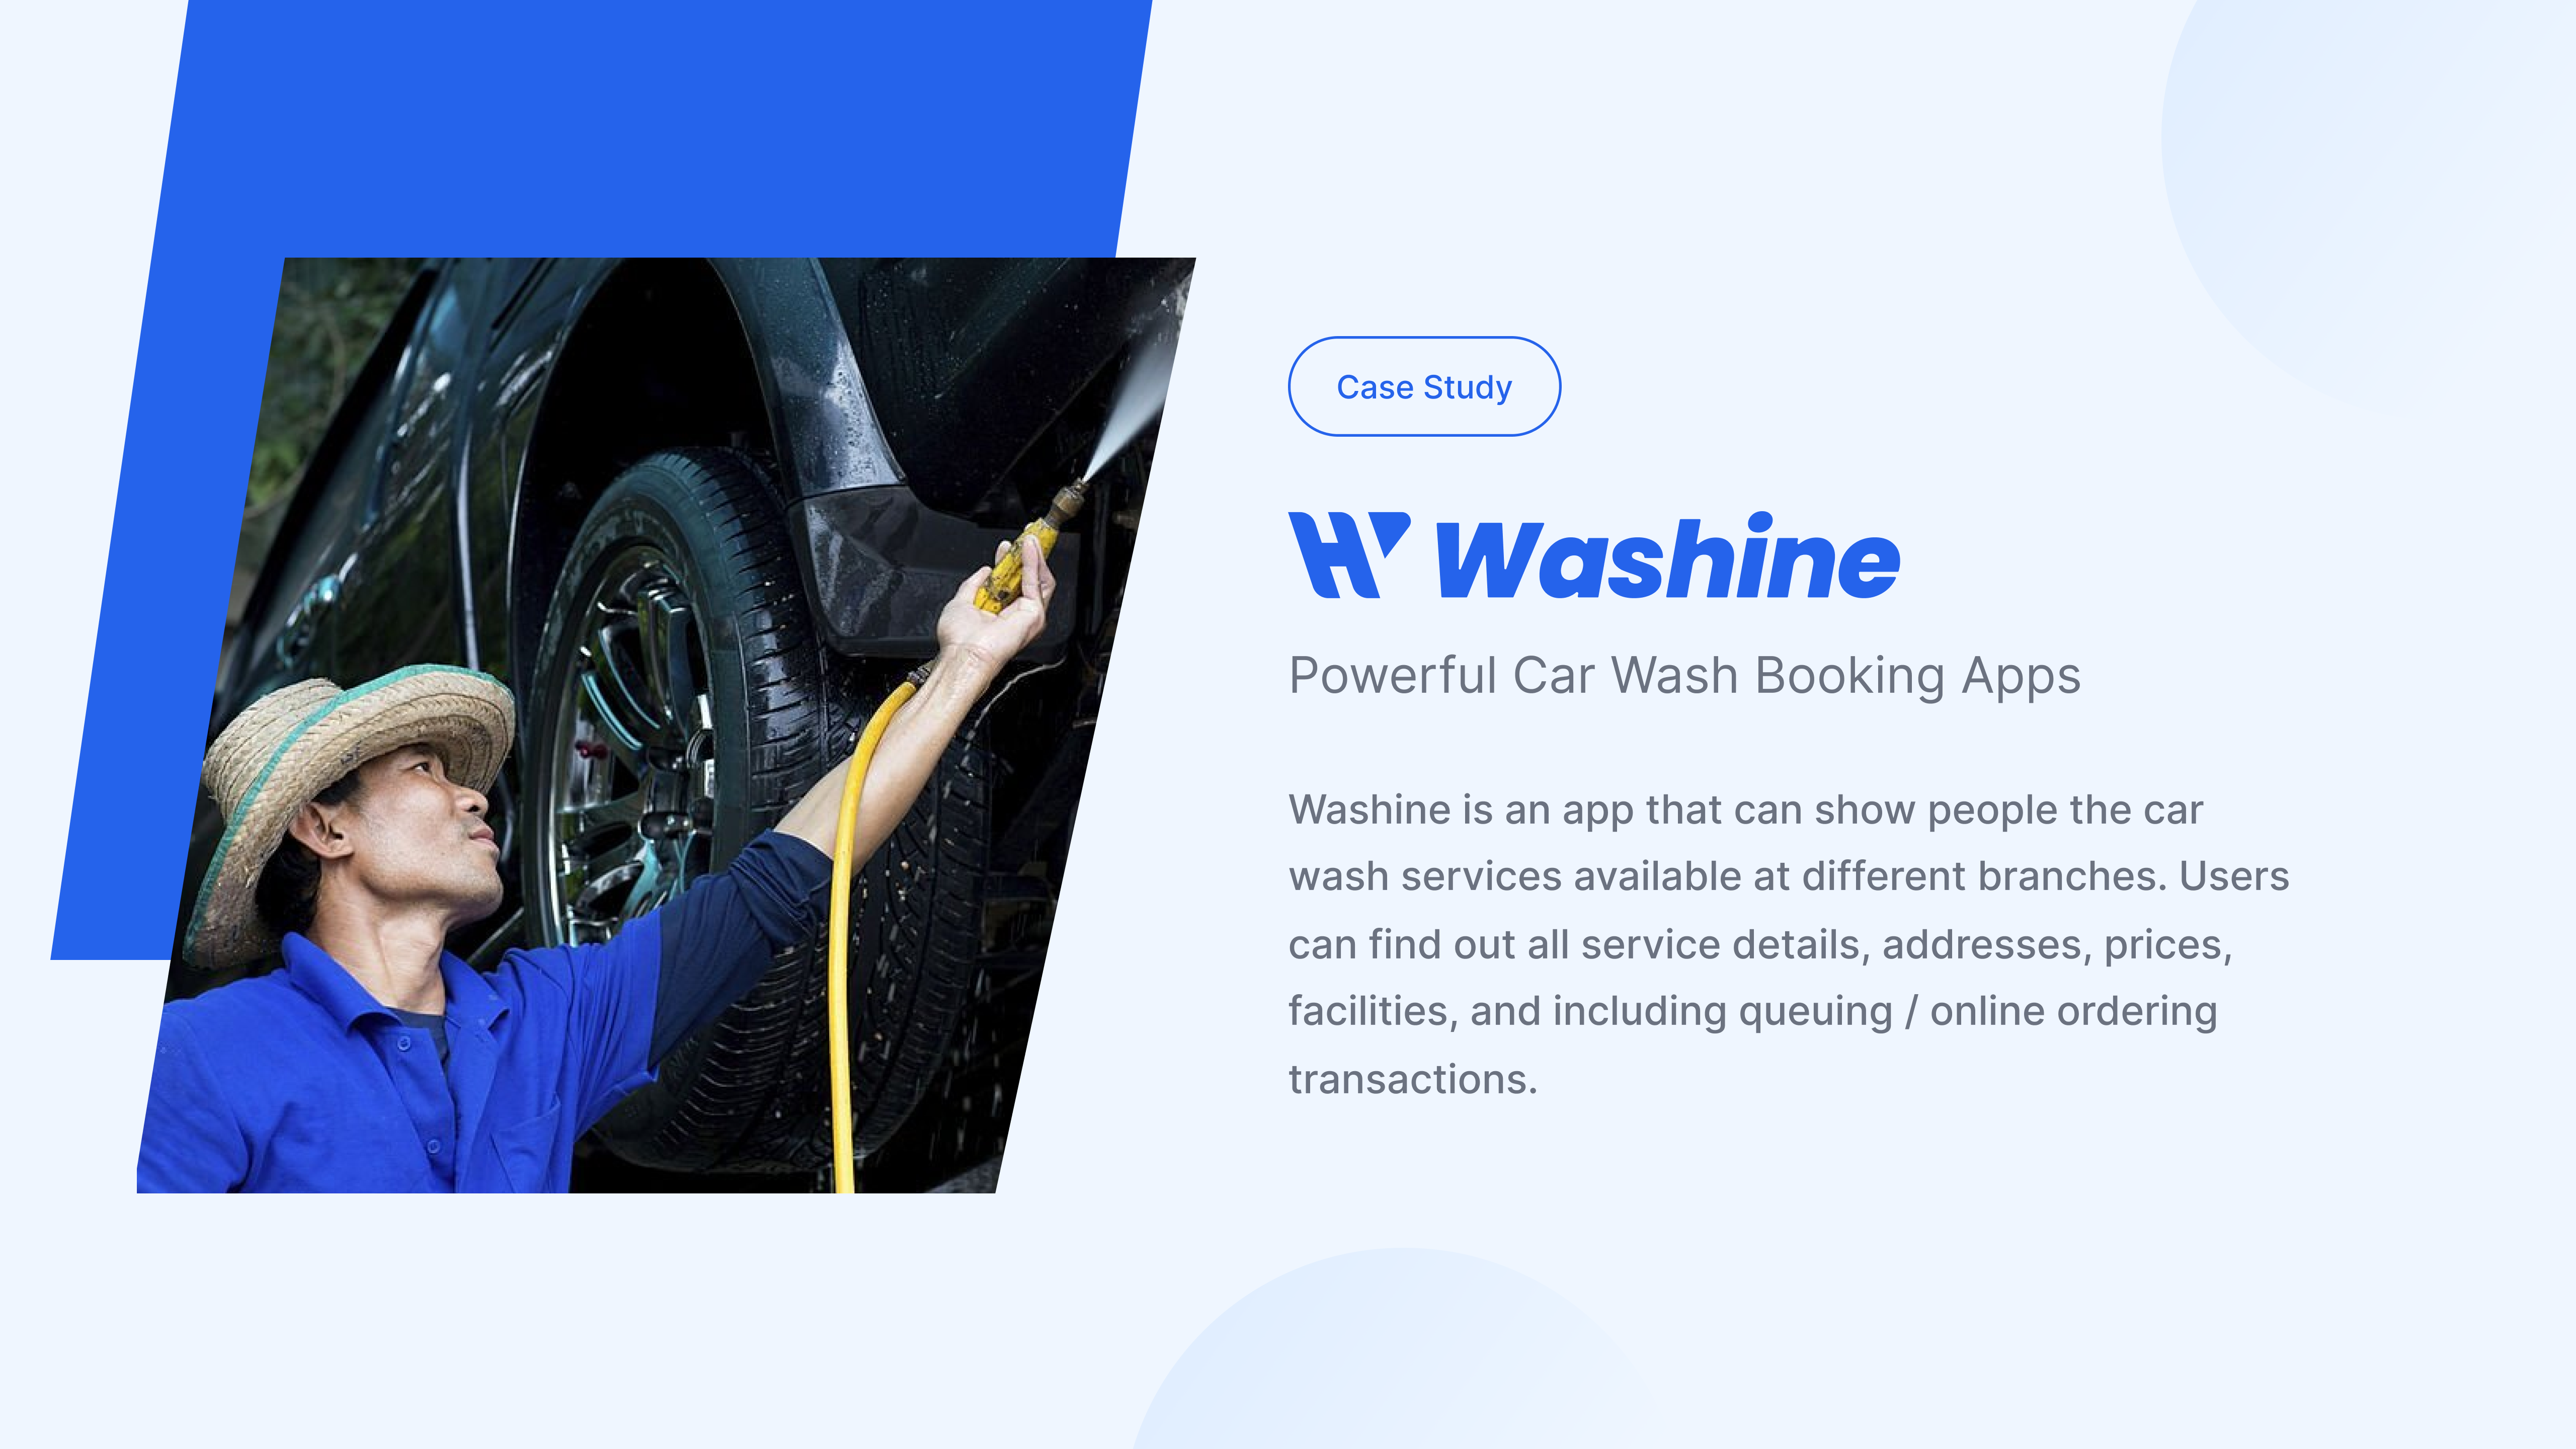 Case Study
Washine
Powerful Car Wash Booking Apps
Washine is an app that can show people the car
wash services available at different branches. Users
can find out all service details, addresses, prices,
facilities, and including queuing / online ordering
transactions.